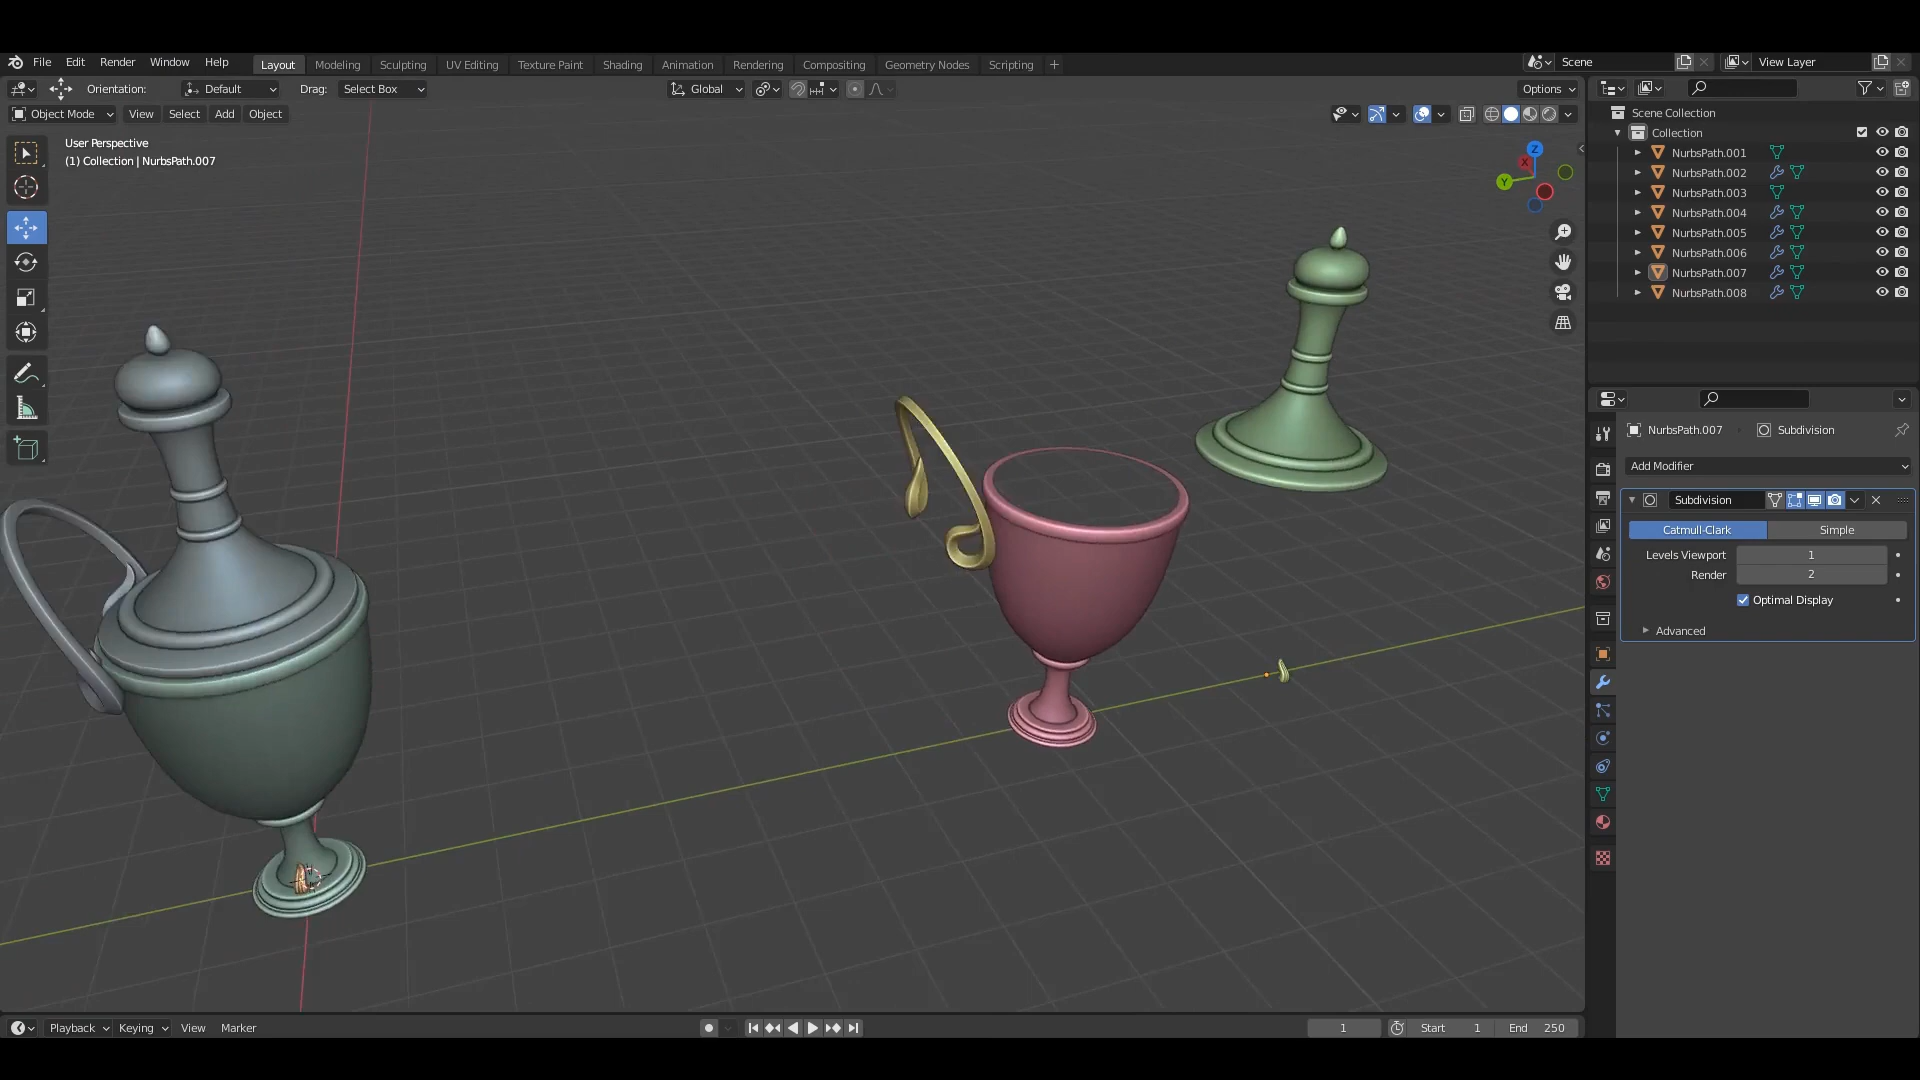 File Edit Render Window Help Layout Modeling Sculpting UV Editing Texture Paint Shading Animation Rendering Compositing Geometry Nodes Scripting + Scene View Layer
Orientation: Default Drag: Select Box Global Options
Object Mode View Select Add Object
User Perspective
(1) Collection | NurbsPath.007
Z
X
Y
Scene Collection
Collection
NurbsPath.001
NurbsPath.002
NurbsPath.003
NurbsPath.004
NurbsPath.005
NurbsPath.006
NurbsPath.007
NurbsPath.008
NurbsPath.007 Subdivision
Add Modifier
Subdivision
Catmull-Clark Simple
Levels Viewport 1
Render 2
Optimal Display
Advanced
Playback Keying View Marker 1 Start 1 End 250